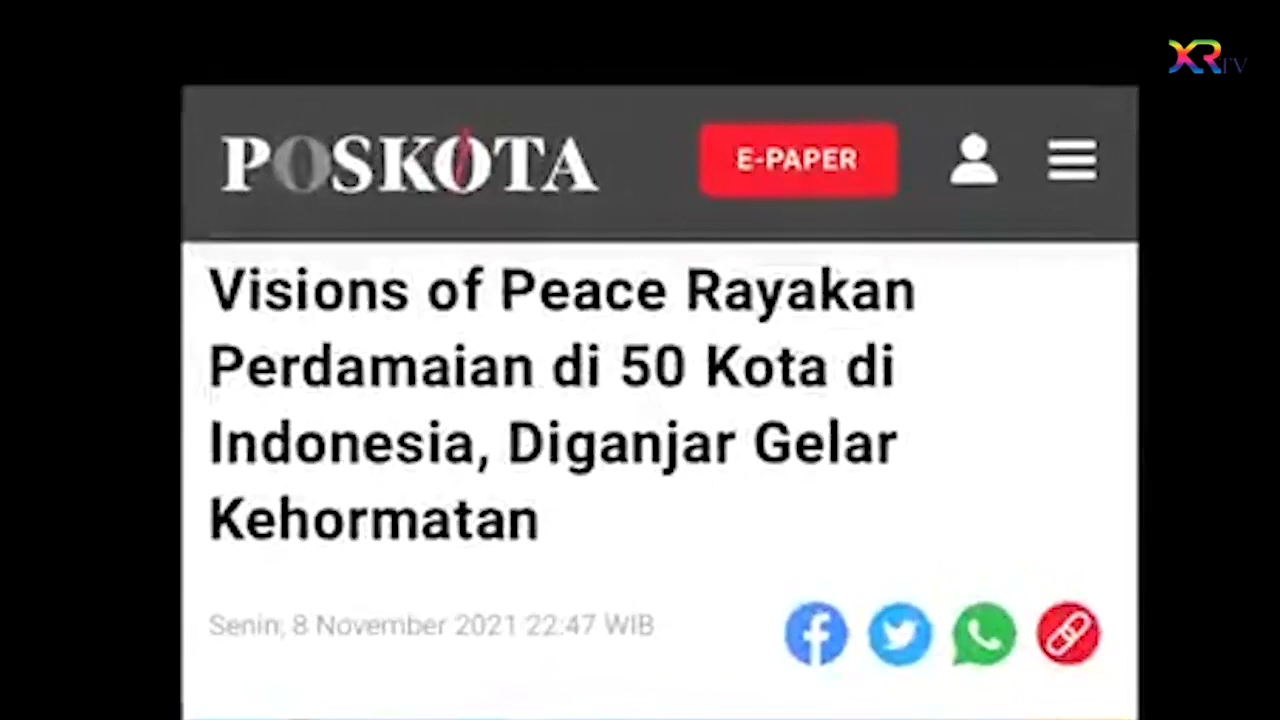 XRTV
POSKOTA
E-PAPER
Visions of Peace Rayakan
Perdamaian di 50 Kota di
Indonesia, Diganjar Gelar
Kehormatan
Senin, 8 November 2021 22:47 WIB